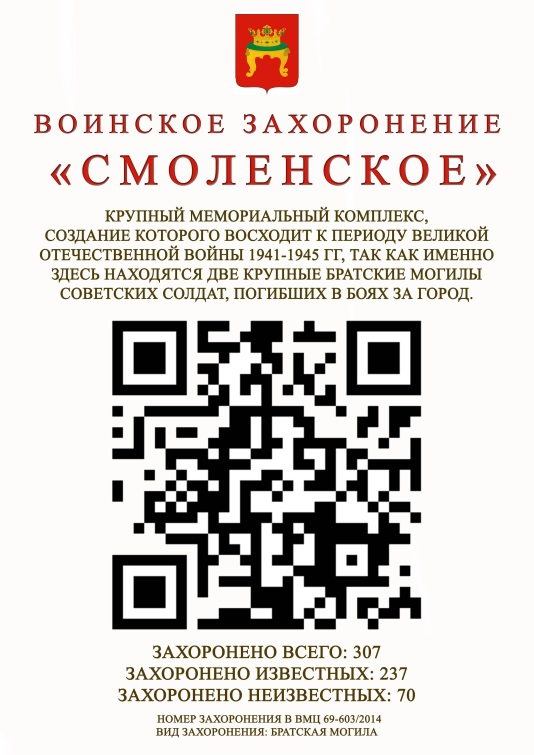 ВОИНСКОЕ ЗАХОРОНЕНИЕ
«СМОЛЕНСКОЕ»
КРУПНЫЙ МЕМОРИАЛЬНЫЙ КОМПЛЕКС,
СОЗДАНИЕ КОТОРОГО ВОСХОДИТ К ПЕРИОДУ ВЕЛИКОЙ
ОТЕЧЕСТВЕННОЙ ВОЙНЫ 1941-1945 ГГ, ТАК КАК ИМЕННО
ЗДЕСЬ НАХОДЯТСЯ ДВЕ КРУПНЫЕ БРАТСКИЕ МОГИЛЫ
СОВЕТСКИХ СОЛДАТ, ПОГИБШИХ В БОЯХ ЗА ГОРОД.
ЗАХОРОНЕНО ВСЕГО: 307
ЗАХОРОНЕНО ИЗВЕСТНЫХ: 237
ЗАХОРОНЕНО НЕИЗВЕСТНЫХ: 70
НОМЕР ЗАХОРОНЕНИЯ В ВМЦ 69-603/2014
ВИД ЗАХОРОНЕНИЯ: БРАТСКАЯ МОГИЛА